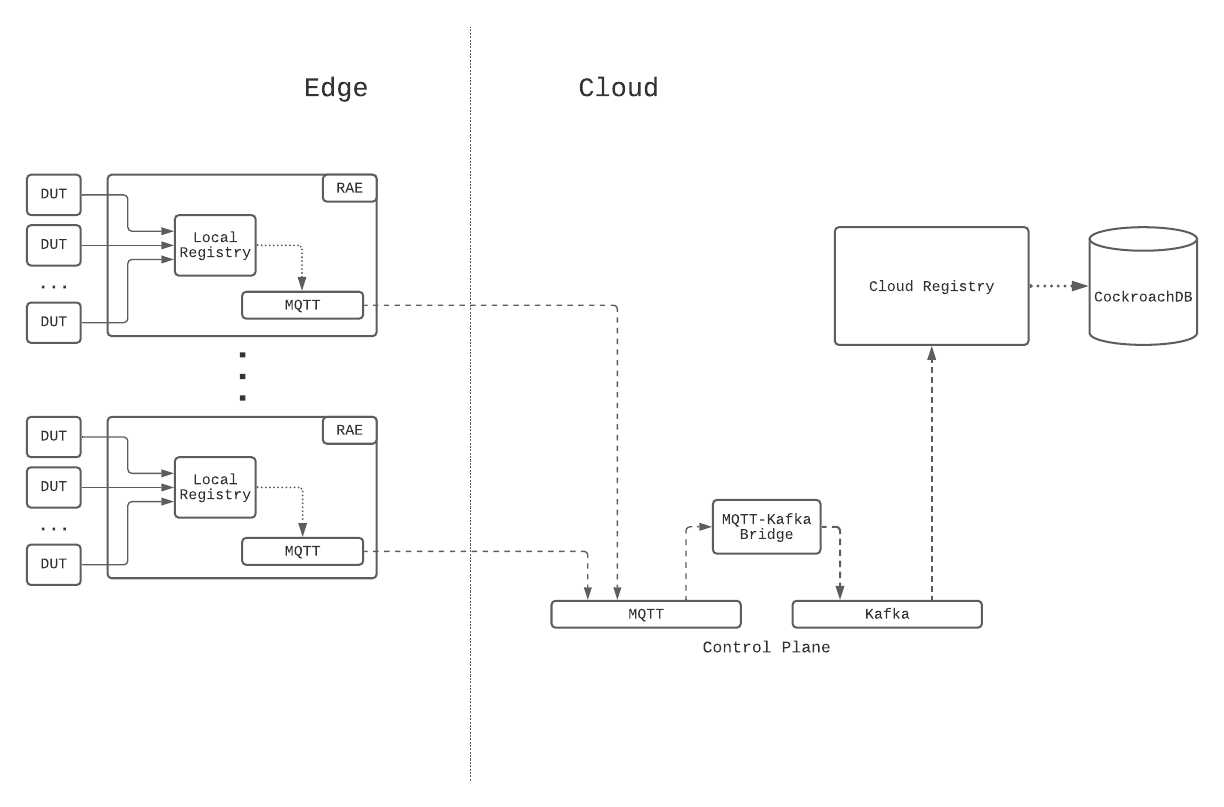 Edge
Cloud
DUT
DUT
...
DUT
RAE
Local
Registry
MQTT
DUT
DUT
...
DUT
RAE
Local
Registry
MQTT
MQTT
MQTT-Kafka
Bridge
Kafka
Control Plane
Cloud Registry
CockroachDB